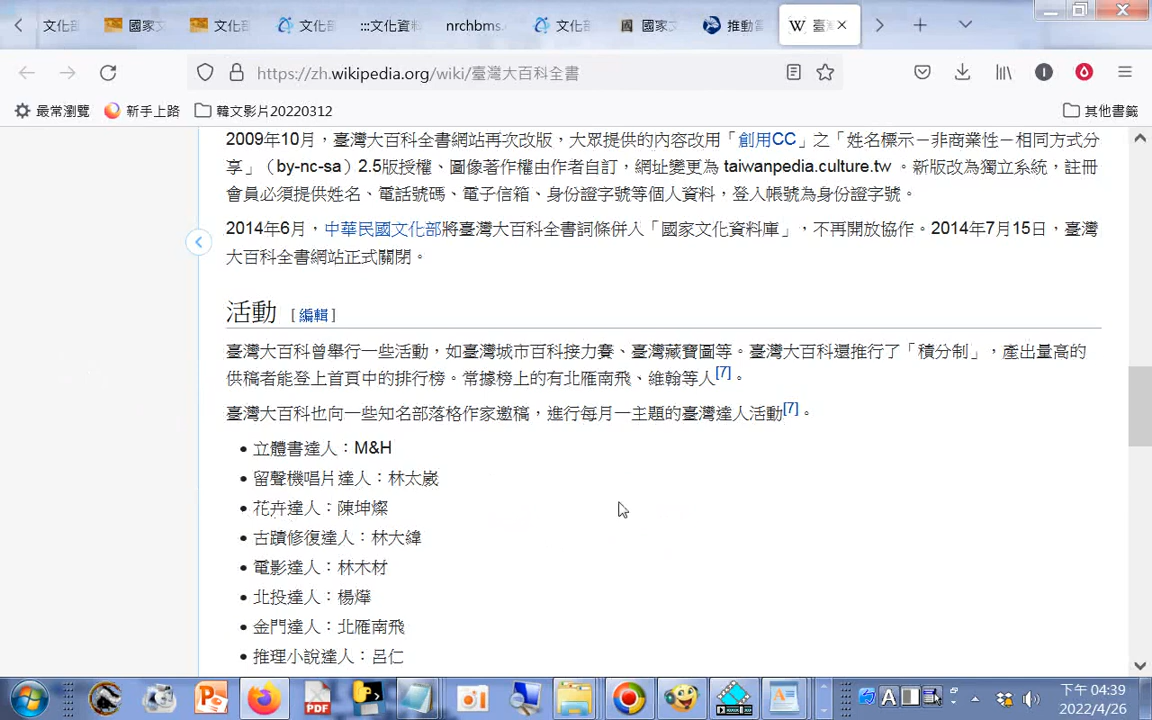 文化部
國家文
文化部
文化部
:::文化資料
nrchbms.
文化部
國家文
推動
臺
https://zh.wikipedia.org/wiki/臺灣大百科全書
最常瀏覽
新手上路
韓文影片20220312
其他書籤
2009年10月，臺灣大百科全書網站再次改版，大眾提供的內容改用「創用CC」之「姓名標示－非商業性－相同方式分
享」（by-nc-sa）2.5版授權、圖像著作權由作者自訂，網址變更為 taiwanpedia.culture.tw 。新版改為獨立系統，註冊
會員必須提供姓名、電話號碼、電子信箱、身份證字號等個人資料，登入帳號為身份證字號。
2014年6月，中華民國文化部將臺灣大百科全書詞條併入「國家文化資料庫」，不再開放協作。2014年7月15日，臺灣
大百科全書網站正式關閉。
活動 [編輯]
臺灣大百科曾舉行一些活動，如臺灣城市百科接力賽、臺灣藏寶圖等。臺灣大百科還推行了「積分制」，產出量高的
供稿者能登上首頁中的排行榜。常據榜上的有北雁南飛、維翰等人[7]。
臺灣大百科也向一些知名部落格作家邀稿，進行每月一主題的臺灣達人活動[7]。
立體書達人：M&H
留聲機唱片達人：林太崴
花卉達人：陳坤燦
古蹟修復達人：林大緯
電影達人：林木材
北投達人：楊燁
金門達人：北雁南飛
推理小說達人：呂仁
PDF
A
下午 04:39
2022/4/26